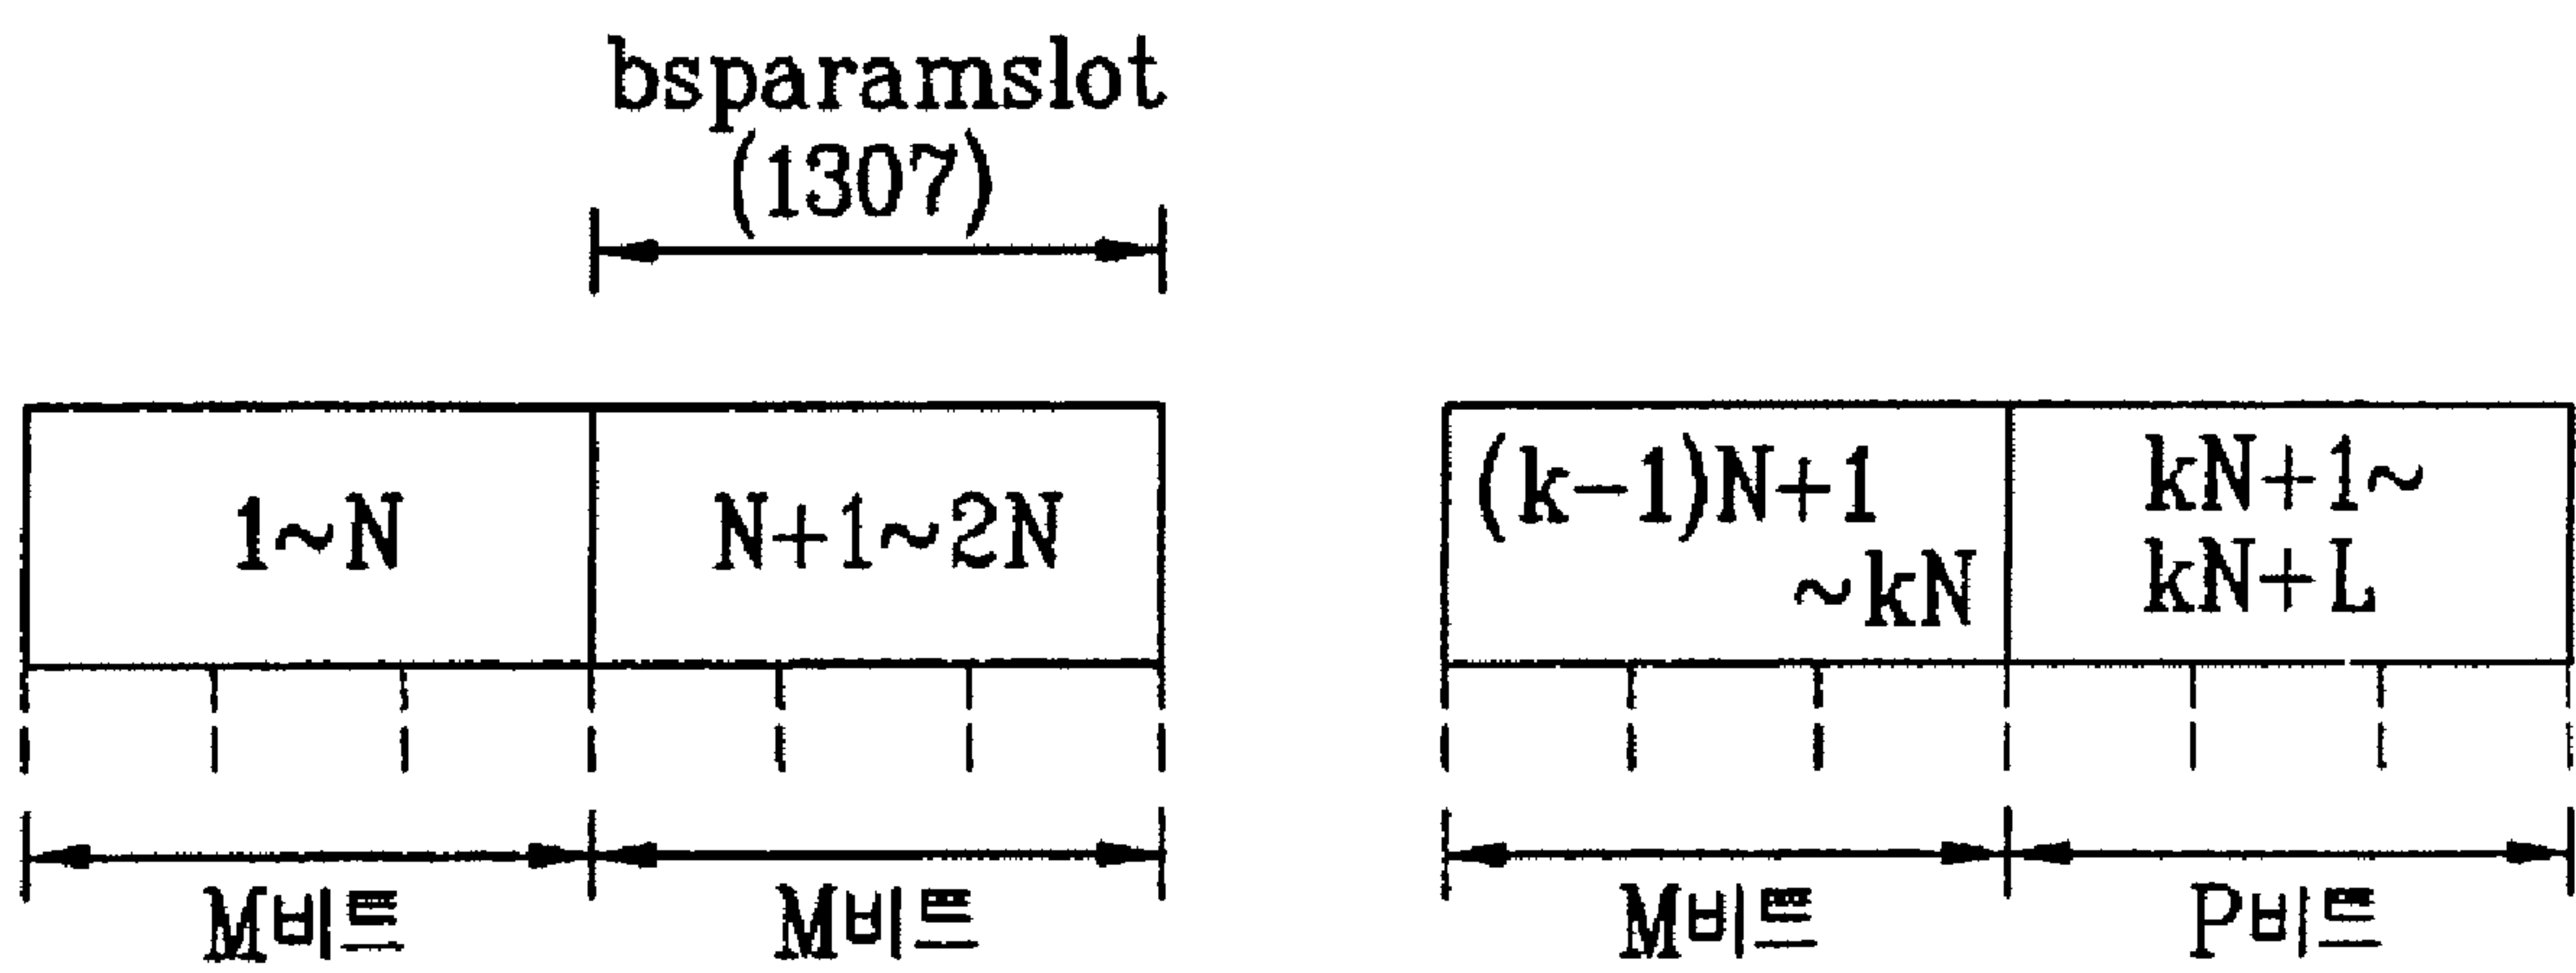 bsparamslot
(1307)
1~N
N+1~2N
(k-1)N+1
~kN
kN+1~
kN+L
M비트
M비트
M비트
P비트